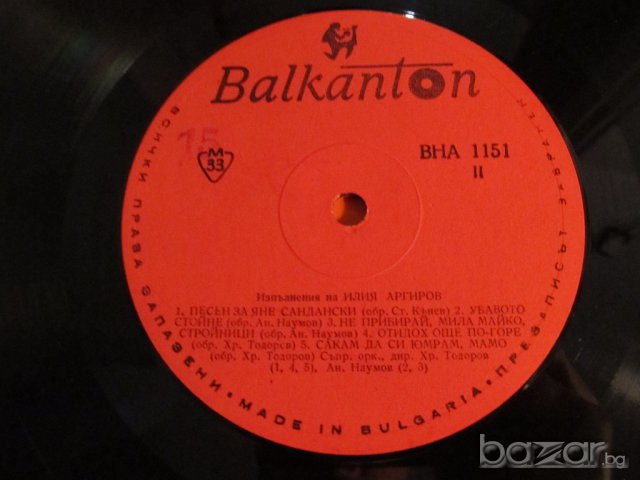 Balkanton
15
M
33
ВНА 1151
II
Изпълнения на ИЛИЯ АРГИРОВ
1. ПЕСЕН ЗА ЯНЕ САНДАНСКИ (обр. Ст. Кънев) 2. УБАВОТО
СТОЙНЕ (обр. Ан. Наумов) 3. НЕ ПРИБИРАЙ, МИЛА МАЙКО,
СТРОЙНИЦИ (обр. Ан. Наумов) 4. ОТИДОХ ОЩЕ ПО-ГОРЕ
(обр. Хр. Тодоров) 5. САКАМ ДА СИ ЮМРАМ, МАМО
(обр. Хр. Тодоров) Съпр. орк., дир. Хр. Тодоров
(1, 4, 5), Ан. Наумов (2, 3)
ВСИЧКИ ПРАВА ЗАПАЗЕНИ • MADE IN BULGARIA • ПРЕЗАПИСЪТ ЗАБРАНЕН
bazar.bg